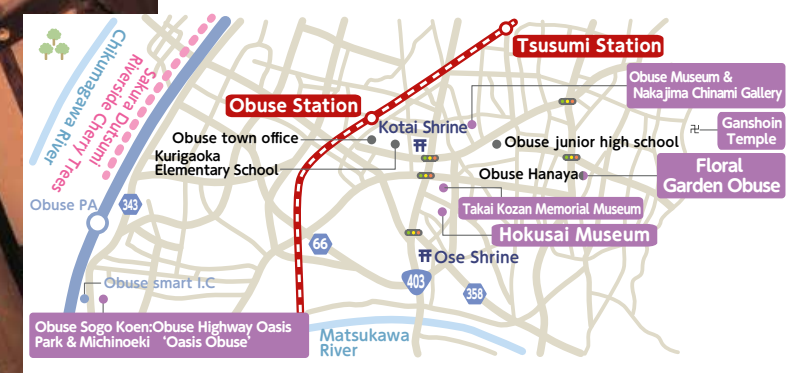 Chikumagawa River
Sakura Dutsumi
Riverside Cherry Trees
Tsusumi Station
Obuse Museum &
Nakajima Chinami Gallery
Obuse Station
Kotai Shrine
Ganshoin
Temple
Obuse town office
Obuse junior high school
Kurigaoka
Elementary School
Floral
Garden Obuse
Obuse Hanaya
Obuse PA
343
Takai Kozan Memorial Museum
Hokusai Museum
66
Ose Shrine
403
358
Obuse smart I.C
Obuse Sogo Koen:Obuse Highway Oasis
Park & Michinoeki 'Oasis Obuse'
Matsukawa
River